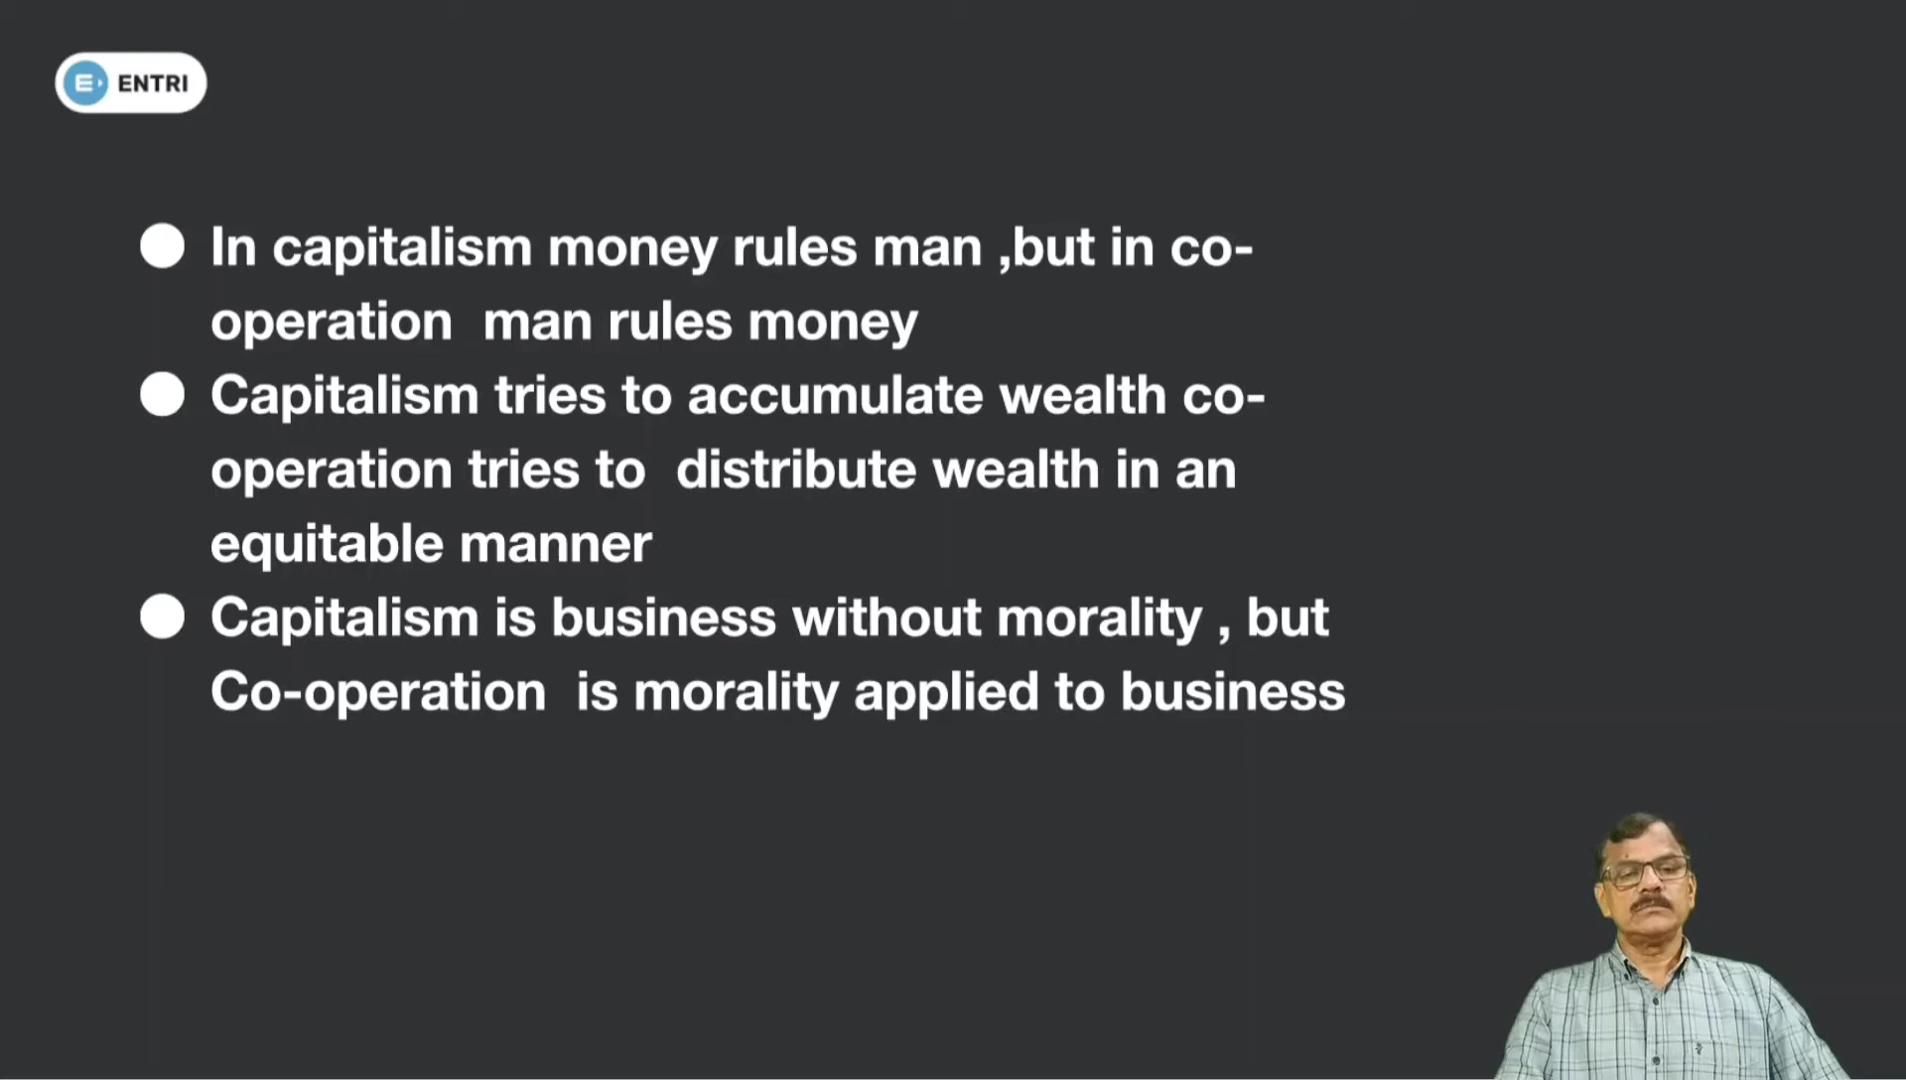 ENTRI
In capitalism money rules man ,but in co-
operation  man rules money
Capitalism tries to accumulate wealth co-
operation tries to  distribute wealth in an
equitable manner
Capitalism is business without morality , but
Co-operation  is morality applied to business